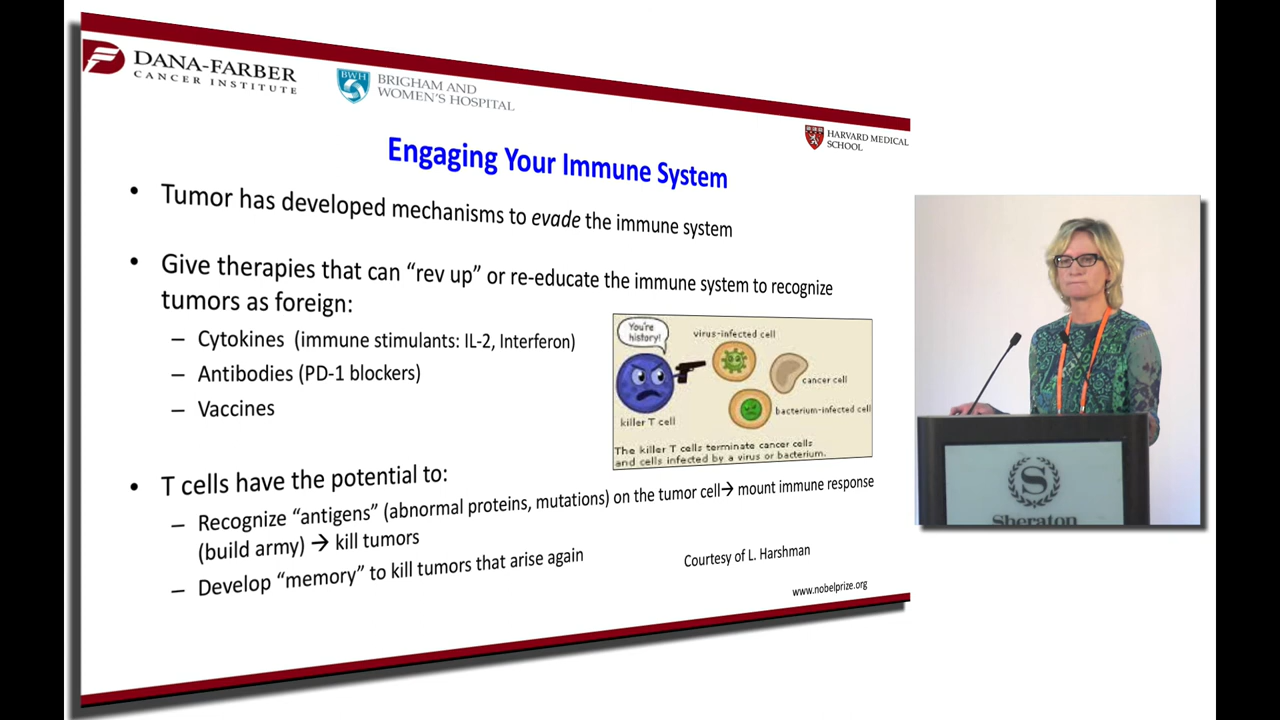 DANA-FARBER
CANCER INSTITUTE
BWH
BRIGHAM AND
WOMEN'S HOSPITAL
HARVARD MEDICAL
SCHOOL
Engaging Your Immune System
• Tumor has developed mechanisms to evade the immune system
• Give therapies that can “rev up” or re-educate the immune system to recognize
tumors as foreign:
– Cytokines (immune stimulants: IL-2, Interferon)
– Antibodies (PD-1 blockers)
– Vaccines
You're
history!
virus-infected cell
cancer cell
bacterium-infected cell
killer T cell
The killer T cells terminate cancer cells
and cells infected by a virus or bacterium.
• T cells have the potential to:
– Recognize “antigens” (abnormal proteins, mutations) on the tumor cell→ mount immune response
(build army) → kill tumors
– Develop “memory” to kill tumors that arise again
Courtesy of L. Harshman
www.nobelprize.org
S
Sheraton